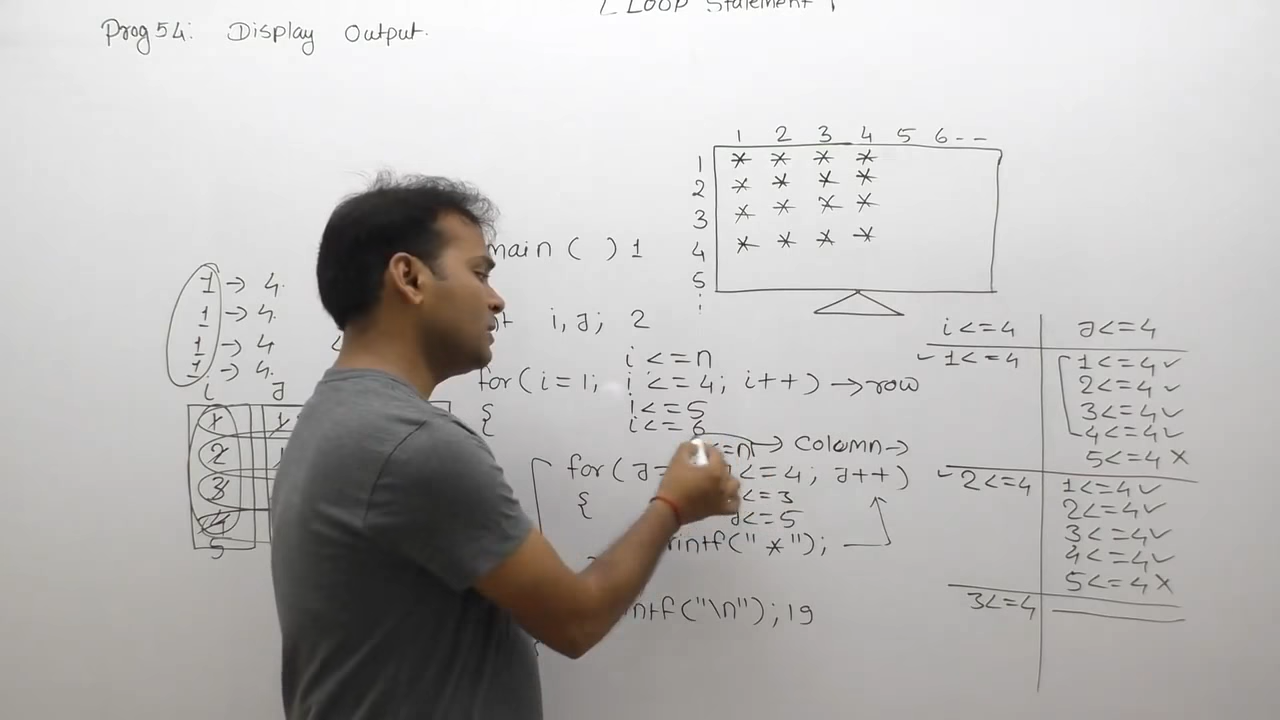 Loop Statement
Prog 54: Display Output.
1 2 3 4 5 6 - -
1 * * * *
2 * * * *
3 * * * *
4 * * * *
5
main ( ) 1
1 → 4.
1 → 4.
1 → 4
1 → 4.
i, j; 2
i <= n
for( i = 1; i <= 4; i++ ) → row
{ i <= 5
i <= 6
<= n → Column →
for( j = <= 4; j++ )
{ <= 3
j <= 5
rintf(" * ");
ntf("\n"); 19
i j
1 1
2
3
4
5
i <= 4 j <= 4
✓ 1 <= 4 1 <= 4 ✓
2 <= 4 ✓
3 <= 4 ✓
4 <= 4 ✓
5 <= 4 ✗
✓ 2 <= 4 1 <= 4 ✓
2 <= 4 ✓
3 <= 4 ✓
4 <= 4 ✓
5 <= 4 ✗
3 <= 4